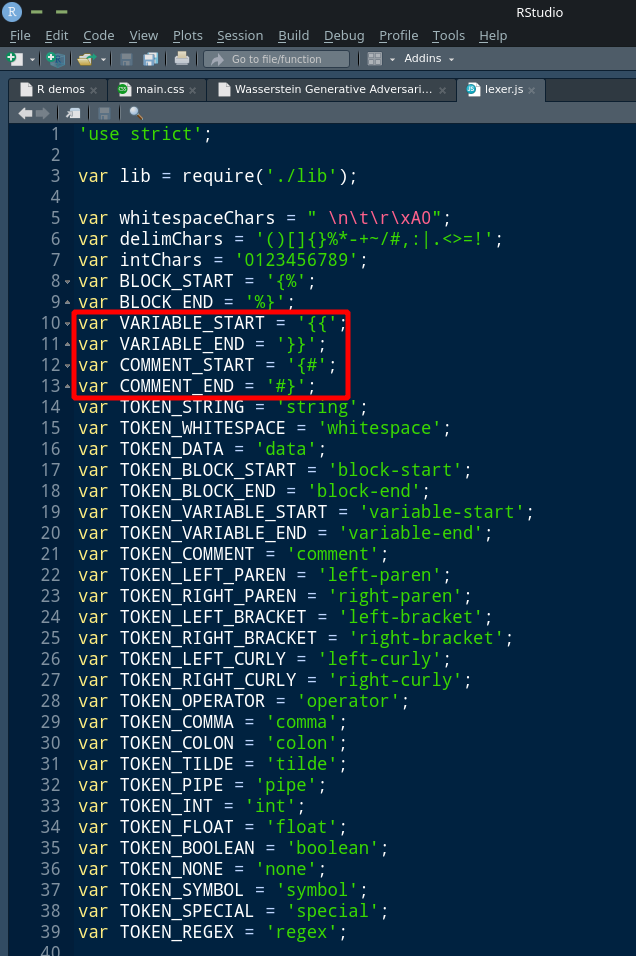 R
RStudio
File Edit Code View Plots Session Build Debug Profile Tools Help
Go to file/function Addins
R demos main.css Wasserstein Generative Adversari... lexer.js
1 'use strict';
2
3 var lib = require('./lib');
4
5 var whitespaceChars = " \n\t\r\xA0";
6 var delimChars = '()[]{}%*-+~/#,:|.<>=!';
7 var intChars = '0123456789';
8 var BLOCK_START = '{%';
9 var BLOCK_END = '%}';
10 var VARIABLE_START = '{{';
11 var VARIABLE_END = '}}';
12 var COMMENT_START = '{#';
13 var COMMENT_END = '#}';
14 var TOKEN_STRING = 'string';
15 var TOKEN_WHITESPACE = 'whitespace';
16 var TOKEN_DATA = 'data';
17 var TOKEN_BLOCK_START = 'block-start';
18 var TOKEN_BLOCK_END = 'block-end';
19 var TOKEN_VARIABLE_START = 'variable-start';
20 var TOKEN_VARIABLE_END = 'variable-end';
21 var TOKEN_COMMENT = 'comment';
22 var TOKEN_LEFT_PAREN = 'left-paren';
23 var TOKEN_RIGHT_PAREN = 'right-paren';
24 var TOKEN_LEFT_BRACKET = 'left-bracket';
25 var TOKEN_RIGHT_BRACKET = 'right-bracket';
26 var TOKEN_LEFT_CURLY = 'left-curly';
27 var TOKEN_RIGHT_CURLY = 'right-curly';
28 var TOKEN_OPERATOR = 'operator';
29 var TOKEN_COMMA = 'comma';
30 var TOKEN_COLON = 'colon';
31 var TOKEN_TILDE = 'tilde';
32 var TOKEN_PIPE = 'pipe';
33 var TOKEN_INT = 'int';
34 var TOKEN_FLOAT = 'float';
35 var TOKEN_BOOLEAN = 'boolean';
36 var TOKEN_NONE = 'none';
37 var TOKEN_SYMBOL = 'symbol';
38 var TOKEN_SPECIAL = 'special';
39 var TOKEN_REGEX = 'regex';
40